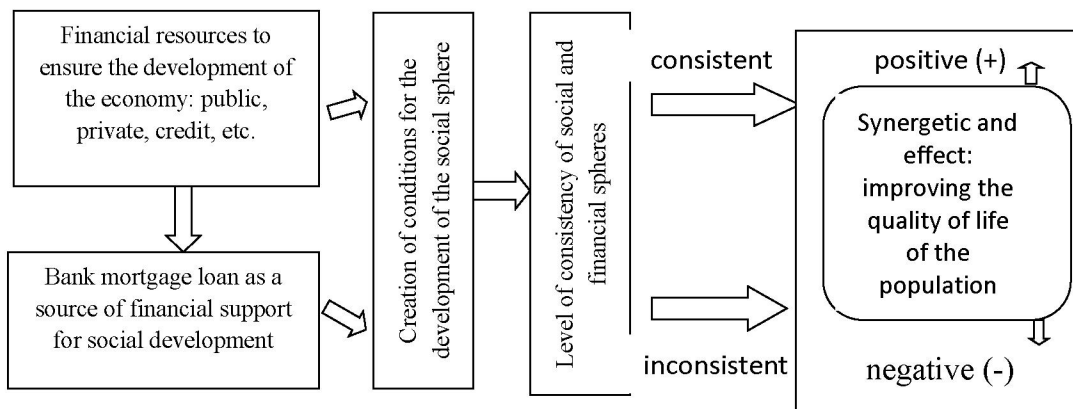 Financial resources to
ensure the development of
the economy: public,
private, credit, etc.
Bank mortgage loan as a
source of financial support
for social development
Creation of conditions for the
development of the social sphere
Level of consistency of social and
financial spheres
consistent
inconsistent
positive (+)
Synergetic and
effect:
improving the
quality of life
of the
population
negative (-)